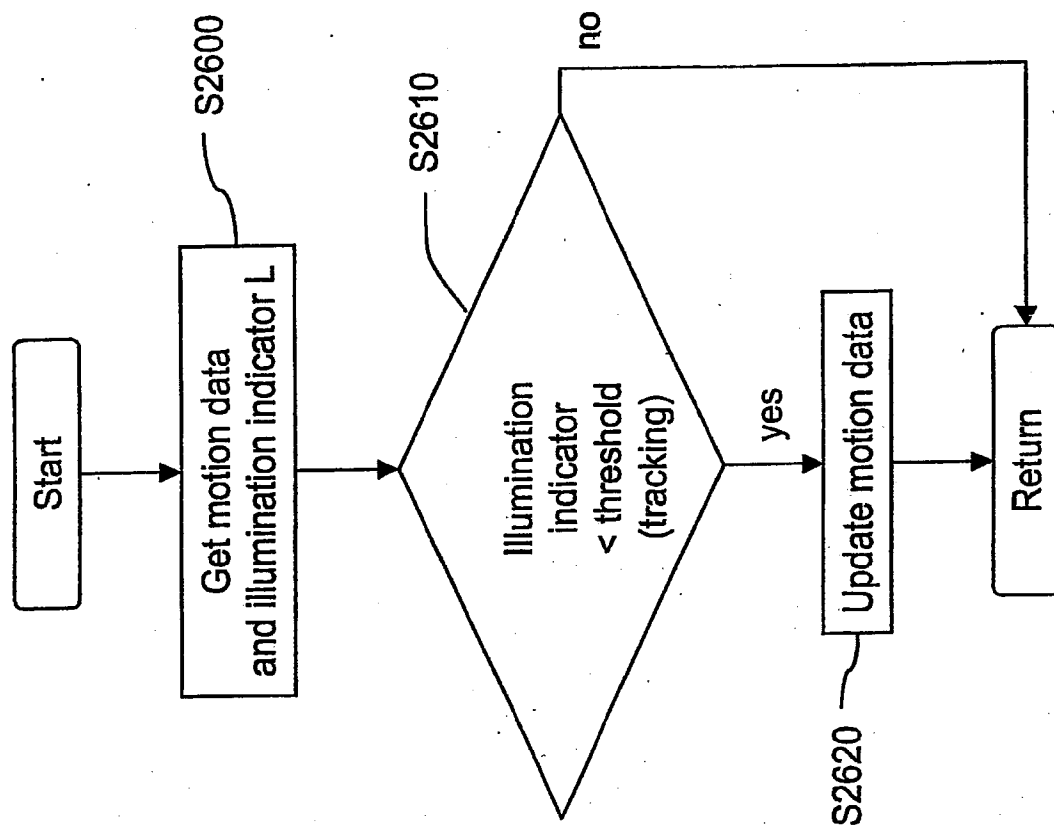 Start
S2600
Get motion data
and illumination indicator L
S2610
Illumination
indicator
< threshold
(tracking)
no
yes
S2620
Update motion data
Return